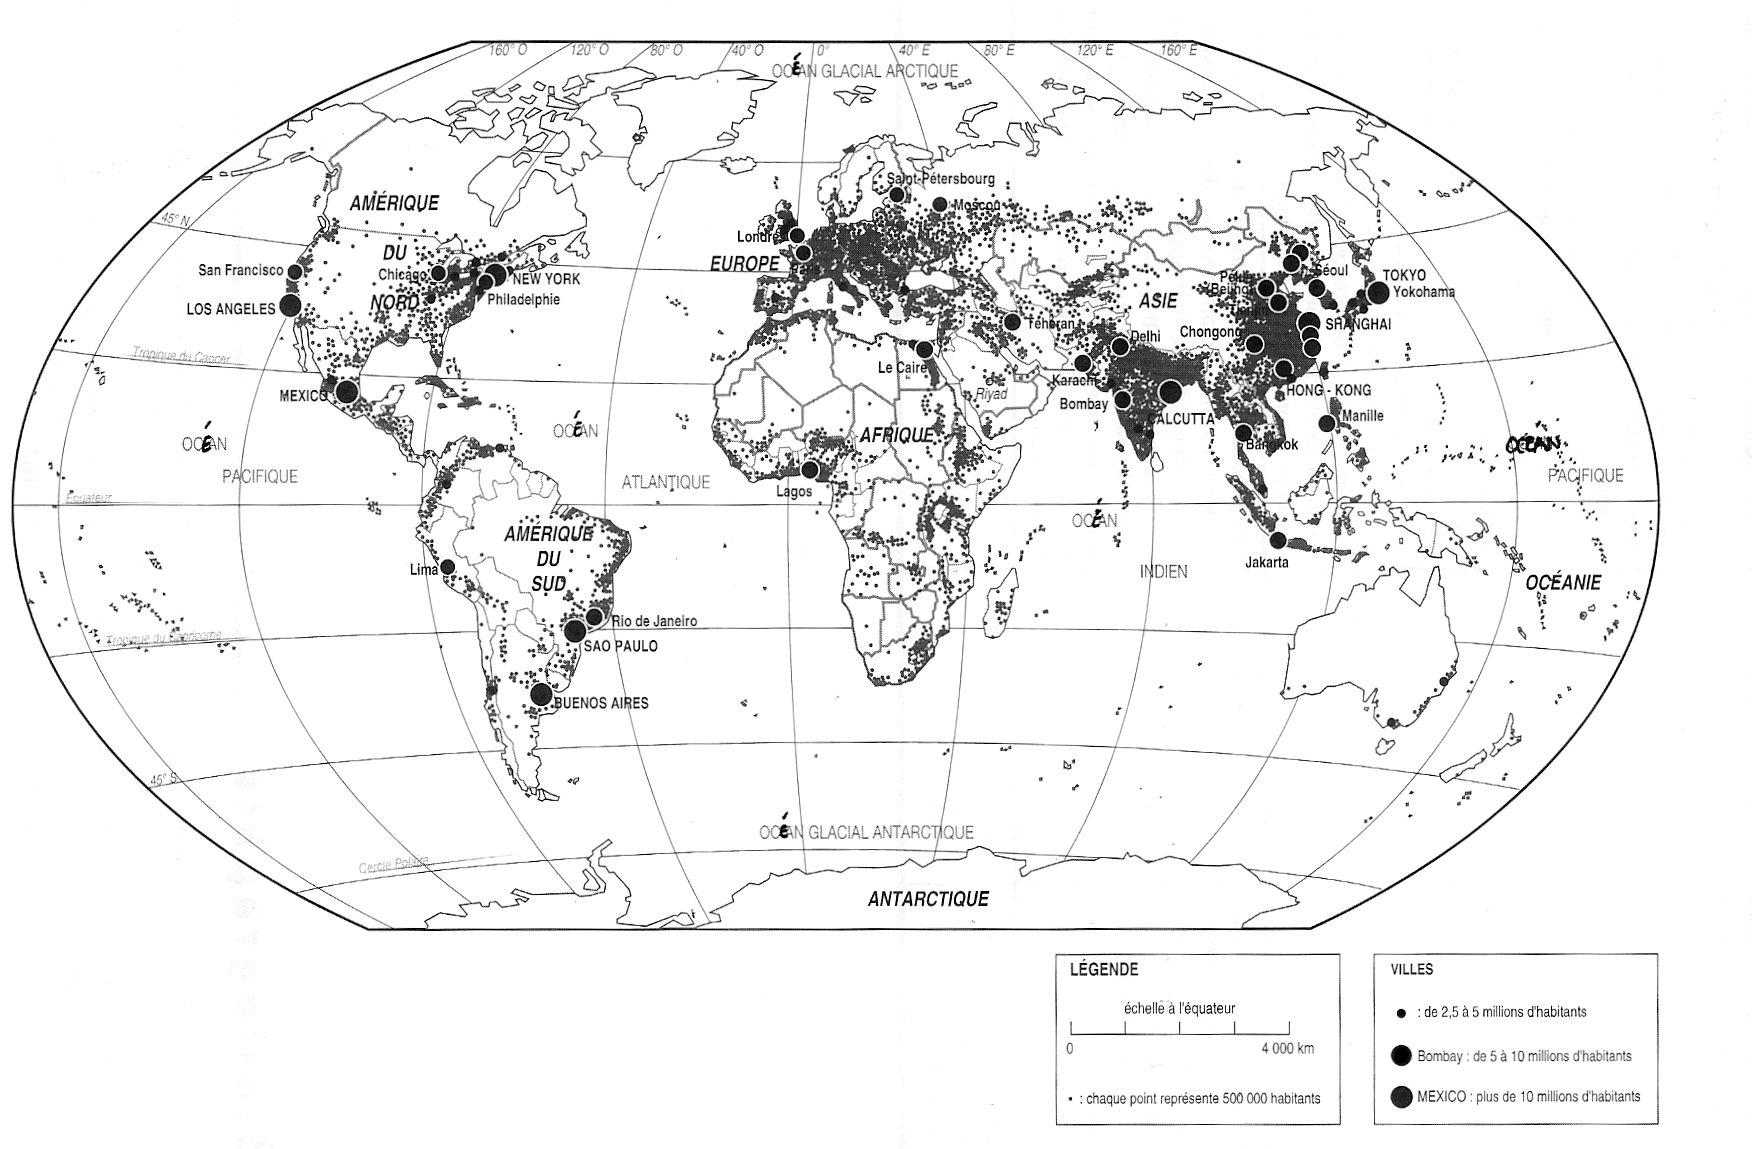 160° O 120° O 80° O 40° O 0° 40° E 80° E 120° E 160° E
OCÉAN GLACIAL ARCTIQUE
45° N
AMÉRIQUE
DU
NORD
San Francisco
LOS ANGELES
Chicago
NEW YORK
Philadelphie
MEXICO
Tropique du Cancer
EUROPE
Londres
Paris
Saint-Pétersbourg
Moscou
ASIE
Téhéran
Le Caire
Riyad
Karachi
Delhi
Bombay
CALCUTTA
Chongong
Pékin
Beijing
Séoul
TOKYO
Yokohama
SHANGHAI
HONG - KONG
Manille
Bangkok
Jakarta
OCÉAN
PACIFIQUE
OCÉAN
ATLANTIQUE
AFRIQUE
Lagos
OCÉAN
INDIEN
OCÉAN
PACIFIQUE
Équateur
AMÉRIQUE
DU
SUD
Lima
Rio de Janeiro
SAO PAULO
BUENOS AIRES
Tropique du Capricorne
OCÉANIE
45° S
OCÉAN GLACIAL ANTARCTIQUE
Cercle Polaire
ANTARCTIQUE
LÉGENDE
échelle à l'équateur
0 4 000 km
: chaque point représente 500 000 habitants
VILLES
: de 2,5 à 5 millions d'habitants
Bombay : de 5 à 10 millions d'habitants
MEXICO : plus de 10 millions d'habitants